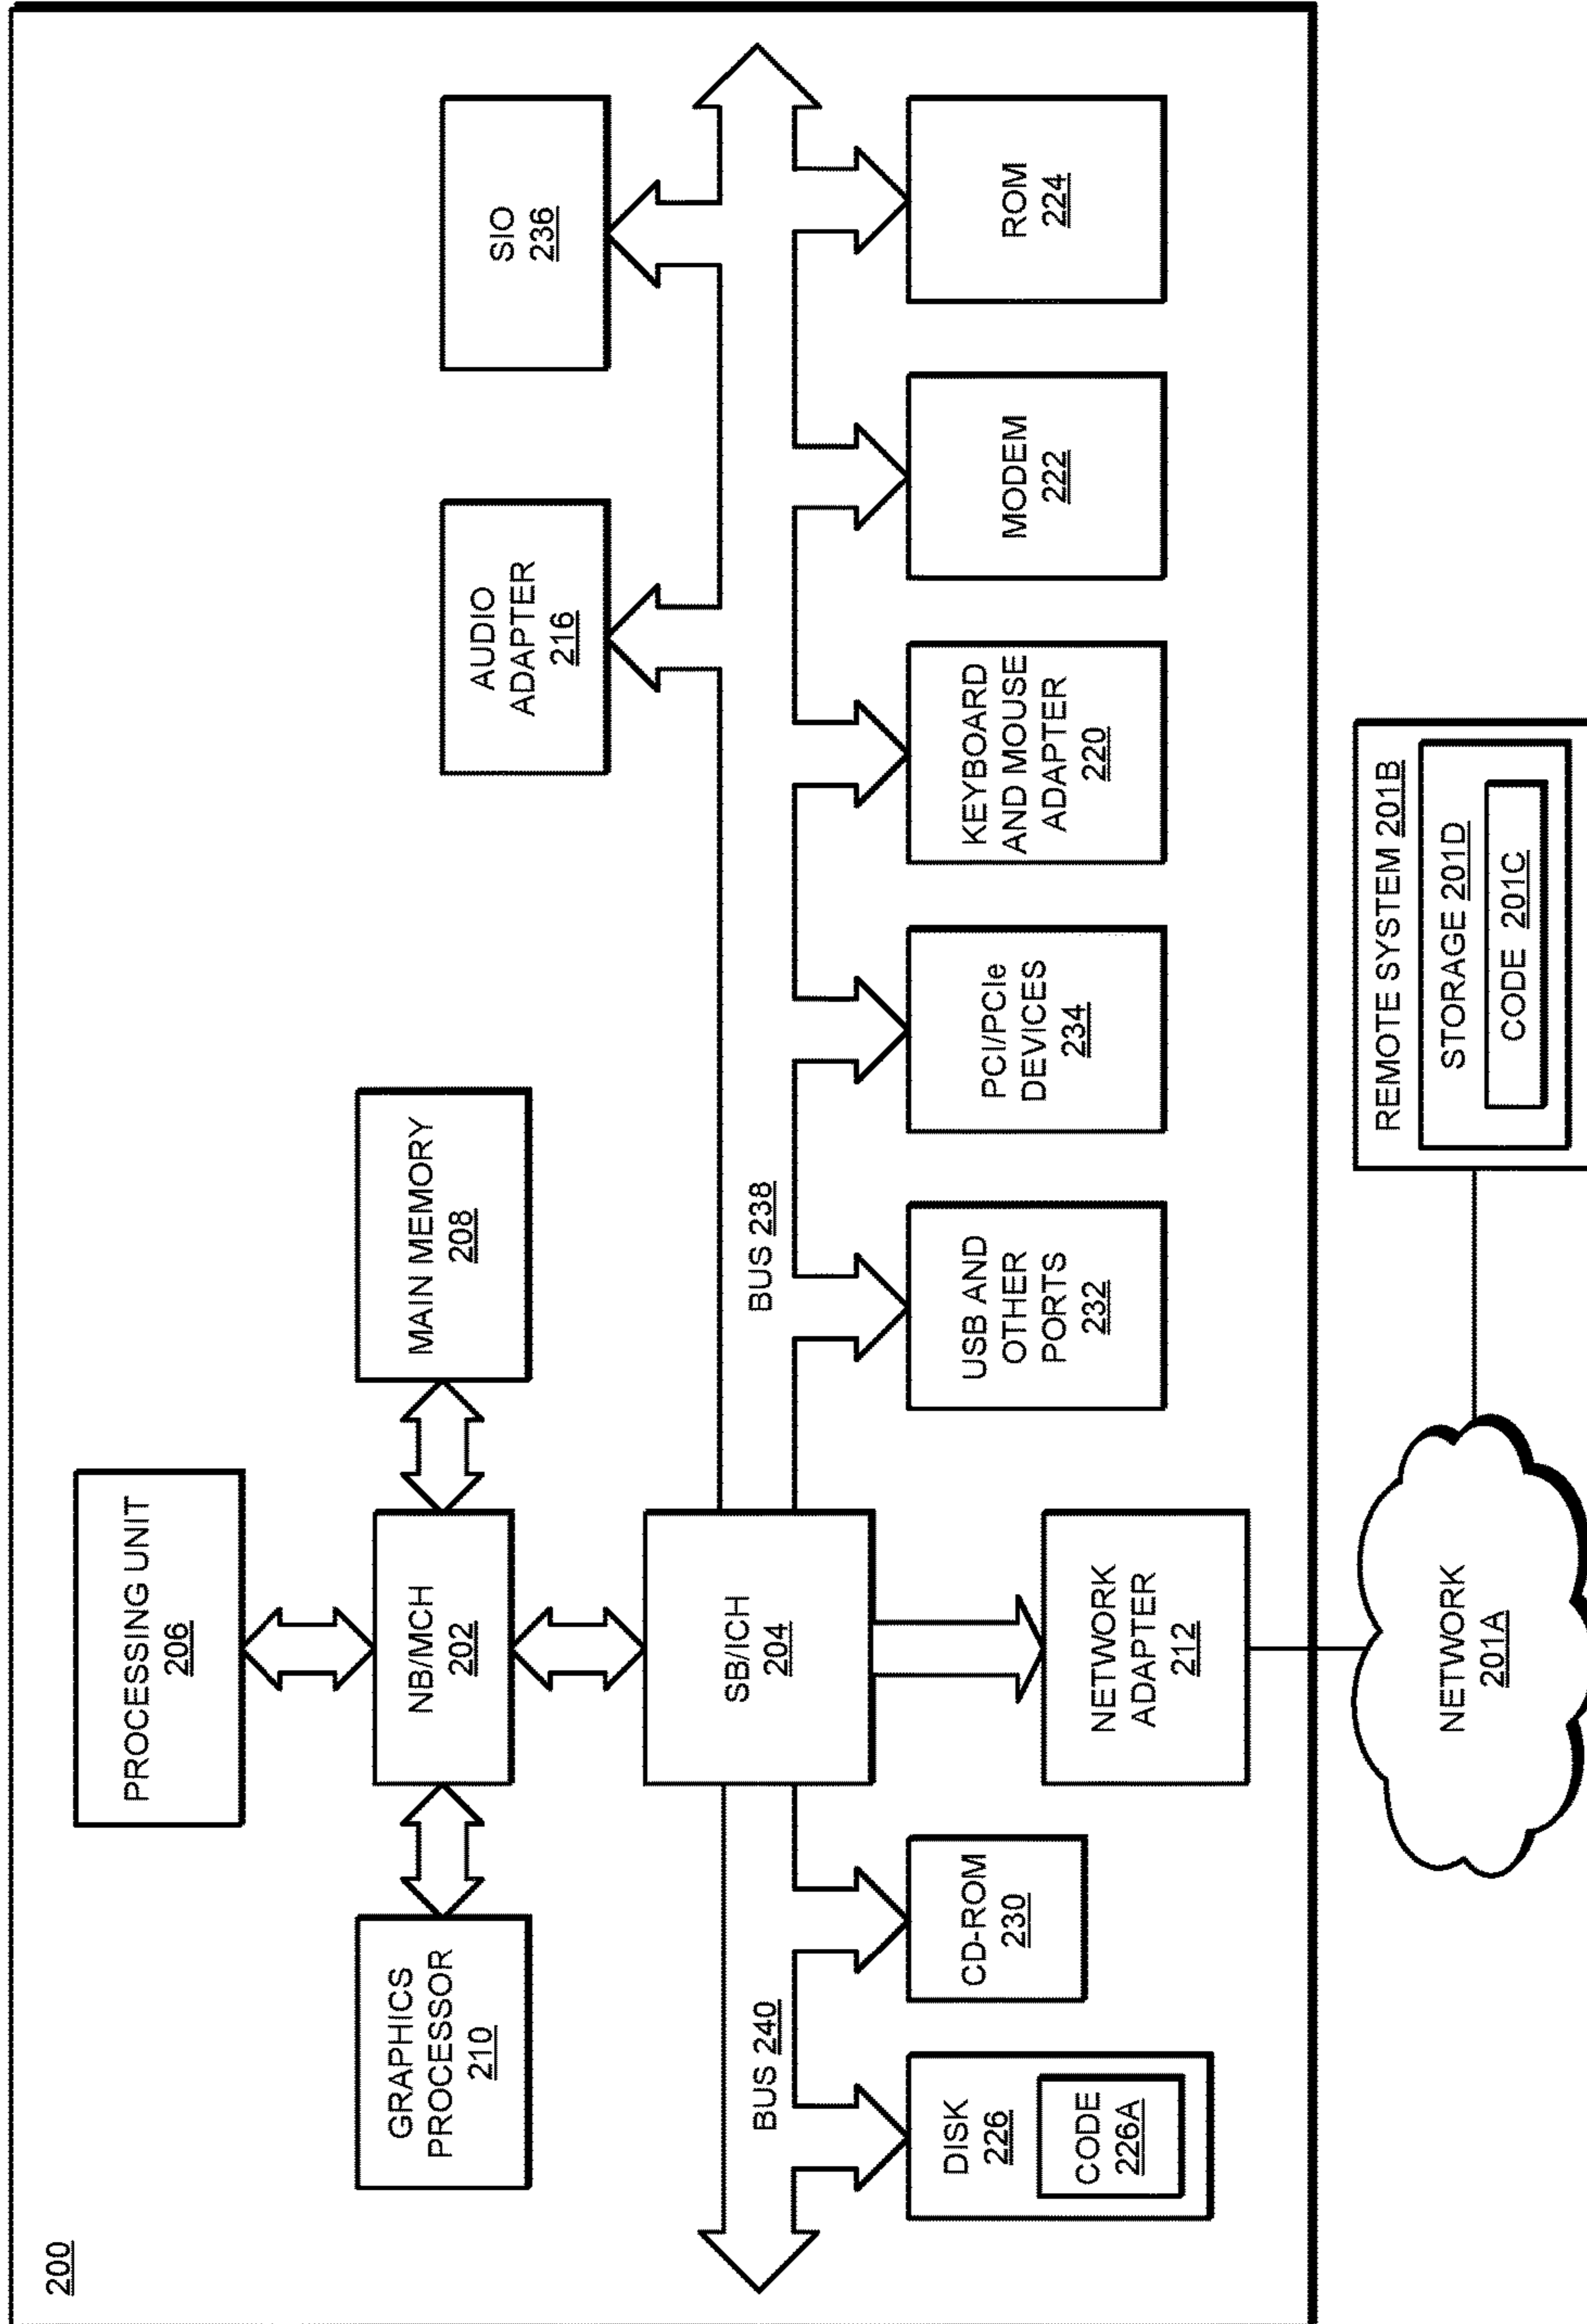 200
PROCESSING UNIT
206
GRAPHICS
PROCESSOR
210
NB/MCH
202
MAIN MEMORY
208
AUDIO
ADAPTER
216
SIO
236
SB/ICH
204
BUS 240
BUS 238
DISK
226
CODE
226A
CD-ROM
230
USB AND
OTHER
PORTS
232
PCI/PCIe
DEVICES
234
KEYBOARD
AND MOUSE
ADAPTER
220
MODEM
222
ROM
224
NETWORK
ADAPTER
212
NETWORK
201A
REMOTE SYSTEM 201B
STORAGE 201D
CODE 201C